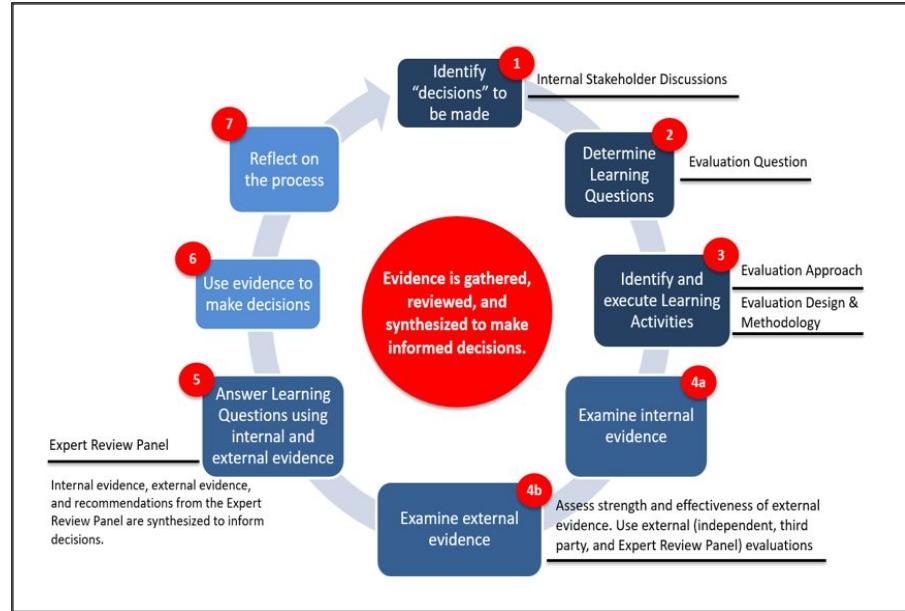 1
Identify
“decisions” to
be made
Internal Stakeholder Discussions
2
Determine
Learning
Questions
Evaluation Question
3
Identify and
execute Learning
Activities
Evaluation Approach
Evaluation Design &
Methodology
4a
Examine internal
evidence
4b
Examine external
evidence
Assess strength and effectiveness of external
evidence. Use external (independent, third
party, and Expert Review Panel) evaluations
5
Answer Learning
Questions using
internal and
external evidence
Expert Review Panel
Internal evidence, external evidence,
and recommendations from the Expert
Review Panel are synthesized to inform
decisions.
6
Use evidence to
make decisions
7
Reflect on
the process
Evidence is gathered,
reviewed, and
synthesized to make
informed decisions.